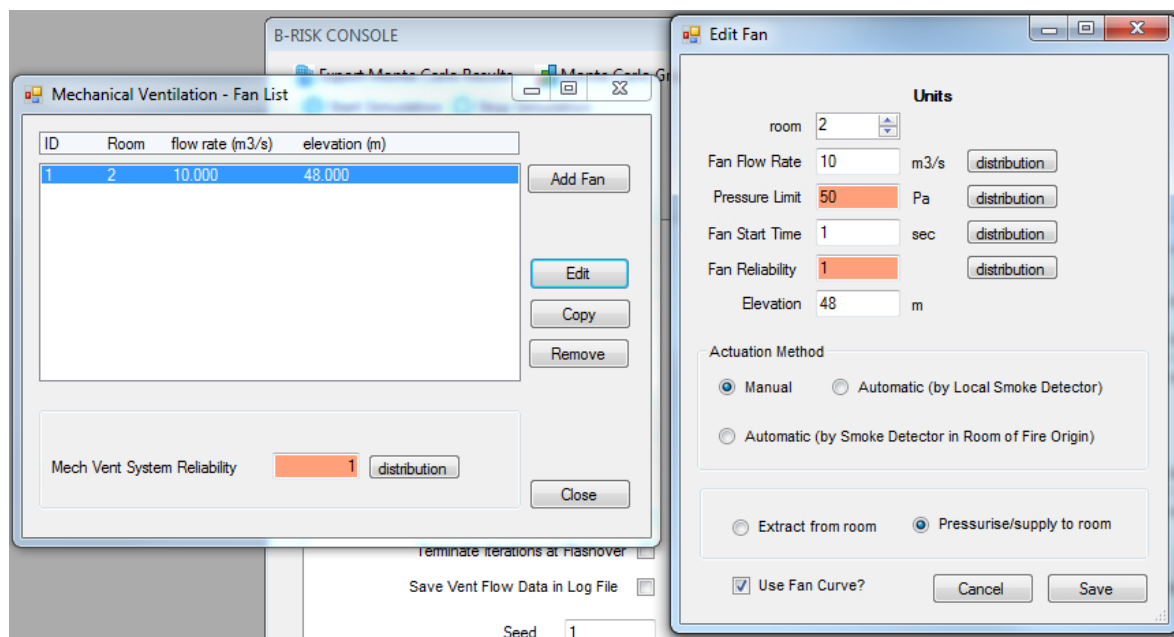 B-RISK CONSOLE
Mechanical Ventilation - Fan List
ID Room flow rate (m3/s) elevation (m)
1 2 10.000 48.000
Add Fan
Edit
Copy
Remove
Mech Vent System Reliability 1 distribution
Close
Terminate Iterations at Flashover
Save Vent Flow Data in Log File
Seed 1
Edit Fan
Units
room 2
Fan Flow Rate 10 m3/s distribution
Pressure Limit 50 Pa distribution
Fan Start Time 1 sec distribution
Fan Reliability 1 distribution
Elevation 48 m
Actuation Method
Manual Automatic (by Local Smoke Detector)
Automatic (by Smoke Detector in Room of Fire Origin)
Extract from room Pressurise/supply to room
Use Fan Curve? Cancel Save